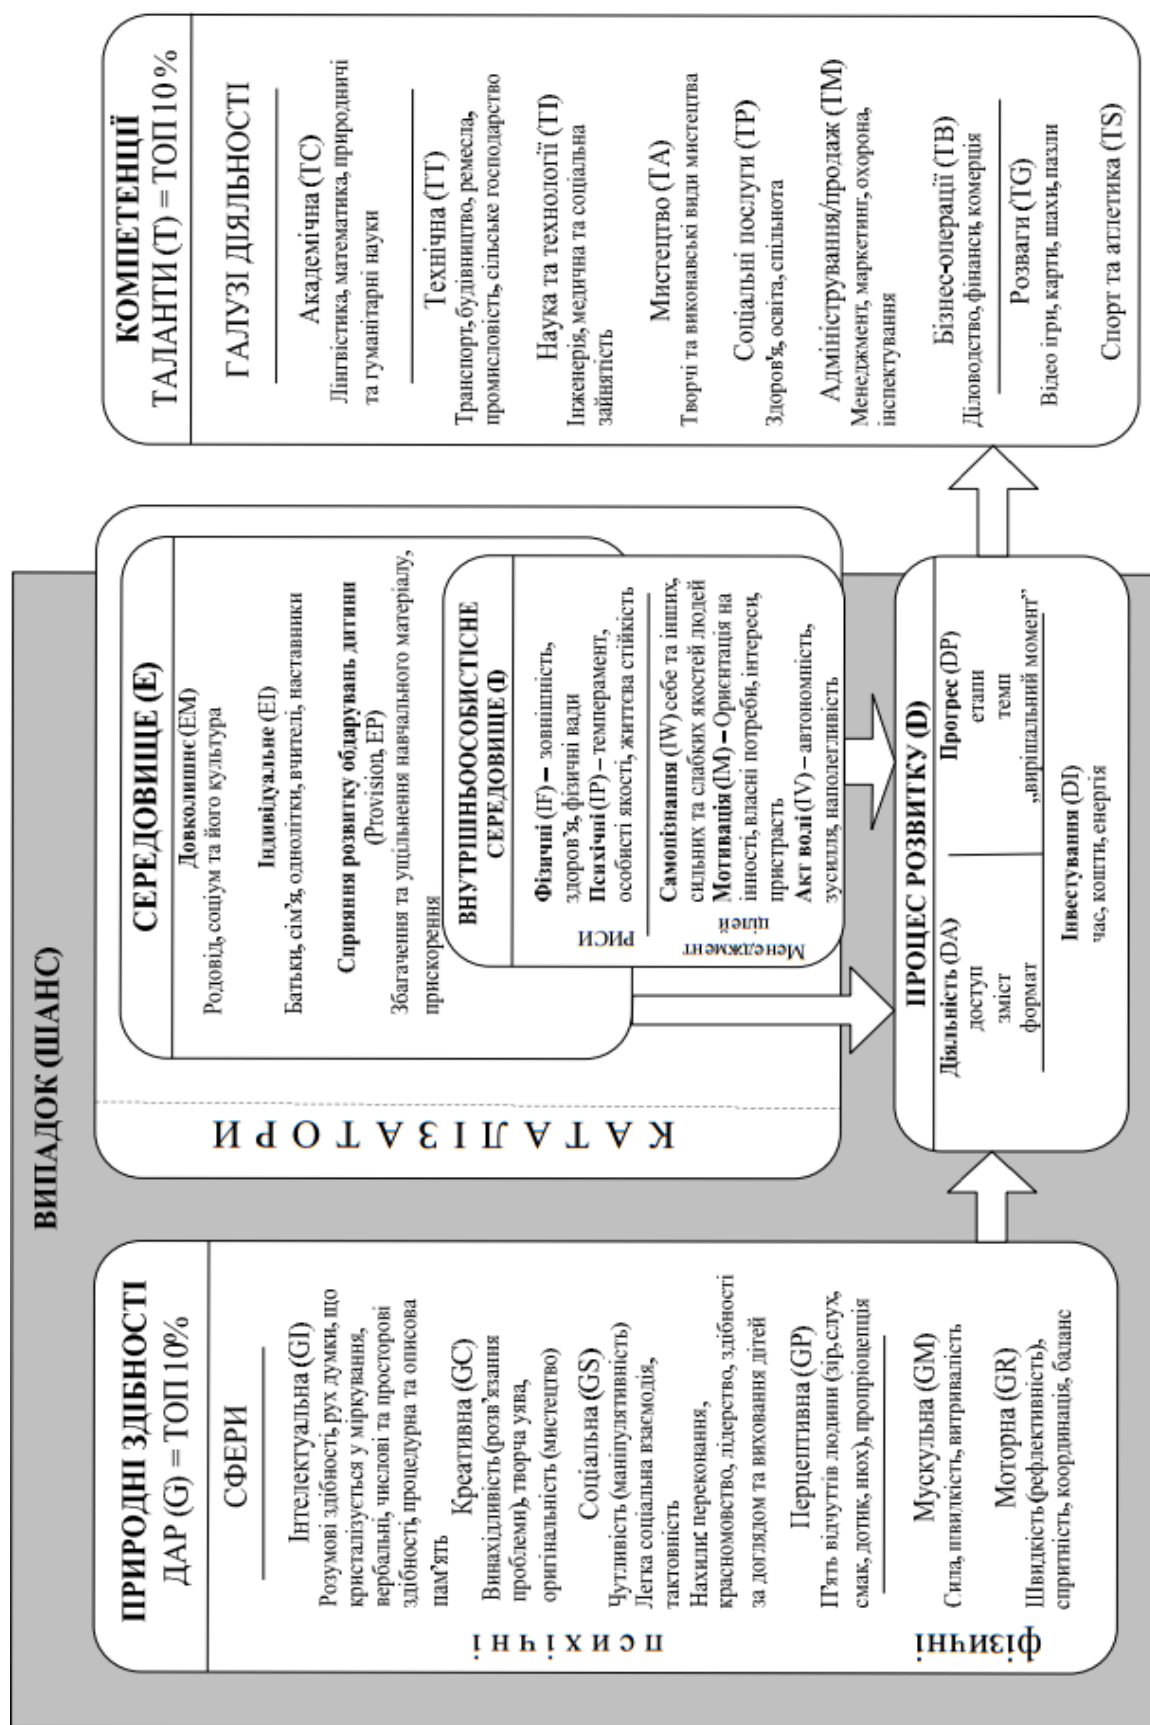 ВИПАДОК (ШАНС)
ПРИРОДНІ ЗДІБНОСТІ
ДАР (G) = ТОП 10%
СФЕРИ
Інтелектуальна (GI)
Розумові здібності, рух думки, що
кристалізується у міркування,
вербальні, числові та просторові
здібності, процедурна та описова
пам’ять
Креативна (GC)
Винахідливість (розв’язання
проблеми), творча уява,
оригінальність (мистецтво)
Соціальна (GS)
Чутливість (маніпулятивність)
Легка соціальна взаємодія,
тактовність
Нахили: переконання,
красномовство, лідерство, здібності
за доглядом та виховання дітей
Перцептивна (GP)
П'ять відчуттів людини (зір, слух,
смак, дотик, нюх), пропріоцепція
Мускульна (GM)
Сила, швилкість, витривалість
Моторна (GR)
Швидкість (рефлективність),
спритність, координація, баланс
психічні
фізичні
КАТАЛІЗАТОРИ
СЕРЕДОВИЩЕ (E)
Довколишнє (EM)
Родовід, соціум та його культура
Індивідуальне (EI)
Батьки, сім’я, однолітки, вчителі, наставники
Сприяння розвитку обдарувань дитини
(Provision, EP)
Збагачення та ущільнення навчального матеріалу,
прискорення
ВНУТРІШНЬООСОБИСТІСНЕ
СЕРЕДОВИЩЕ (I)
РИСИ
Фізичні (IF) – зовнішність,
здоров’я, фізичні вади
Психічні (IP) – темперамент,
особисті якості, життєва стійкість
Менеджмент
цілей
Самопізнання (IW) себе та інших,
сильних та слабких якостей людей
Мотивація (IM) – Орієнтація на
інності, власні потреби, інтереси,
пристрасть
Акт волі (IV) – автономність,
зусилля, наполегливість
ПРОЦЕС РОЗВИТКУ (D)
Діяльність (DA)
доступ
зміст
формат
Прогрес (DP)
етапи
темп
„вирішальний момент”
Інвестування (DI)
час, кошти, енергія
КОМПЕТЕНЦІЇ
ТАЛАНТИ (T) = ТОП 10 %
ГАЛУЗІ ДІЯЛЬНОСТІ
Академічна (TC)
Лінгвістика, математика, природничі
та гуманітарні науки
Технічна (TT)
Транспорт, будівництво, ремесла,
промисловість, сільське господарство
Наука та технології (TI)
Інженерія, медична та соціальна
зайнятість
Мистецтво (TA)
Творчі та виконавські види мистецтва
Соціальні послуги (TP)
Здоров’я, освіта, спільнота
Адміністрування/продаж (TM)
Менеджмент, маркетинг, охорона,
інспектування
Бізнес-операції (TB)
Діловодство, фінанси, комерція
Розваги (TG)
Відео ігри, карти, шахи, пазли
Спорт та атлетика (TS)